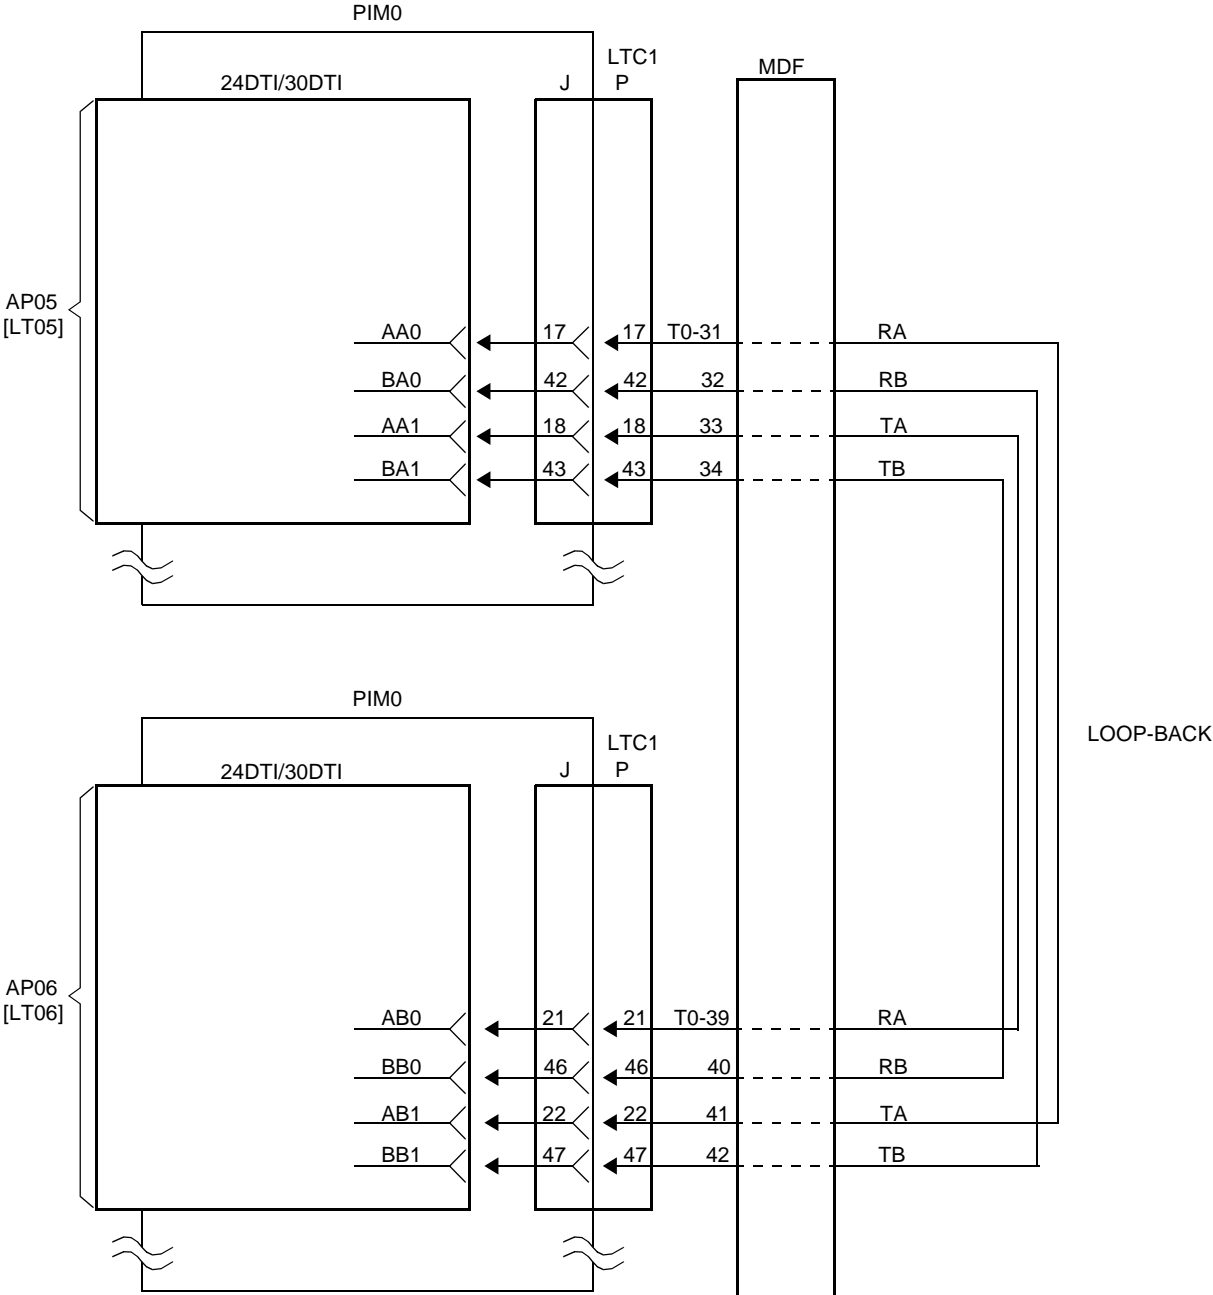 PIM0
LTC1
24DTI/30DTI J P MDF
AP05
[LT05]
AA0 17 17 T0-31 RA
BA0 42 42 32 RB
AA1 18 18 33 TA
BA1 43 43 34 TB
PIM0
LOOP-BACK
LTC1
24DTI/30DTI J P
AP06
[LT06]
AB0 21 21 T0-39 RA
BB0 46 46 40 RB
AB1 22 22 41 TA
BB1 47 47 42 TB